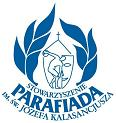 STOWARZYSZENIE
PARAFIADA
IM. ŚW. JÓZEFA KALASANCJUSZA